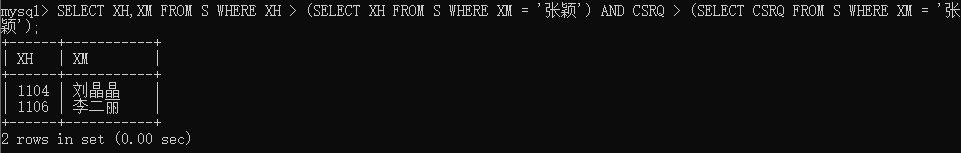 mysql> SELECT XH,XM FROM S WHERE XH > (SELECT XH FROM S WHERE XM = '张颖') AND CSRQ > (SELECT CSRQ FROM S WHERE XM = '张
颖');
+------+-----------+
| XH   | XM        |
+------+-----------+
| 1104 | 刘晶晶    |
| 1106 | 李二丽    |
+------+-----------+
2 rows in set (0.00 sec)